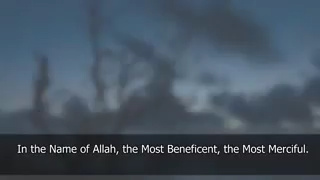 In the Name of Allah, the Most Beneficent, the Most Merciful.